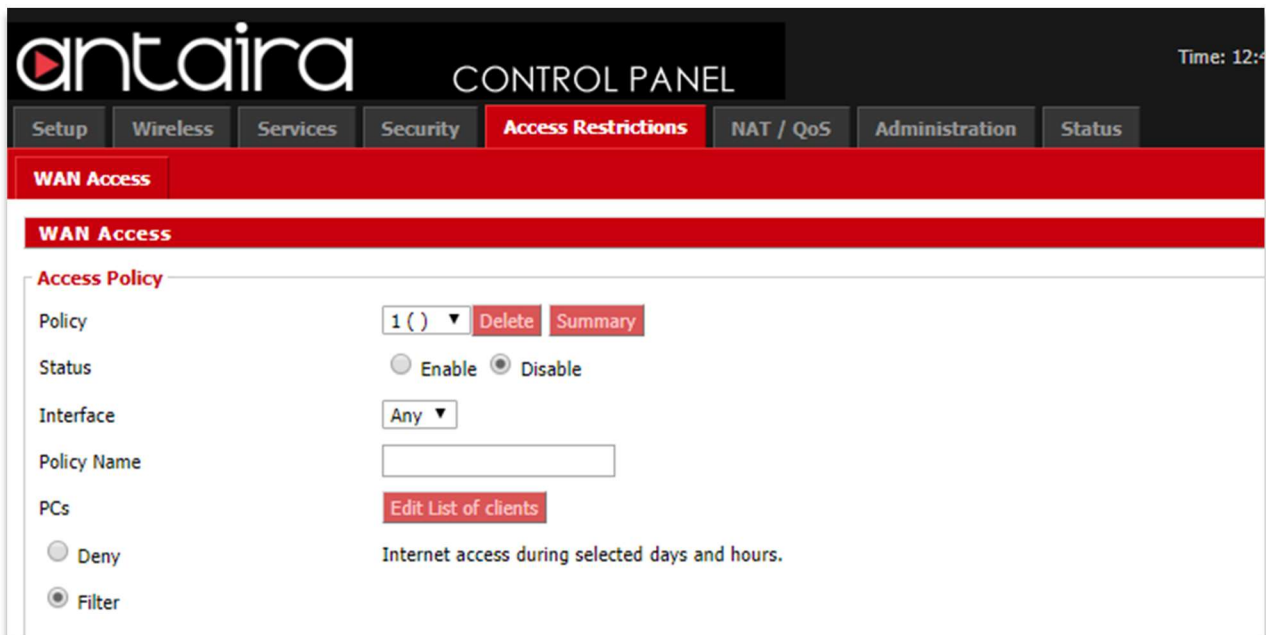 antaira CONTROL PANEL
Time: 12:4
Setup Wireless Services Security Access Restrictions NAT / QoS Administration Status
WAN Access
WAN Access
Access Policy
Policy 1 ( ) Delete Summary
Status Enable Disable
Interface Any
Policy Name
PCs Edit List of clients
Deny Internet access during selected days and hours.
Filter